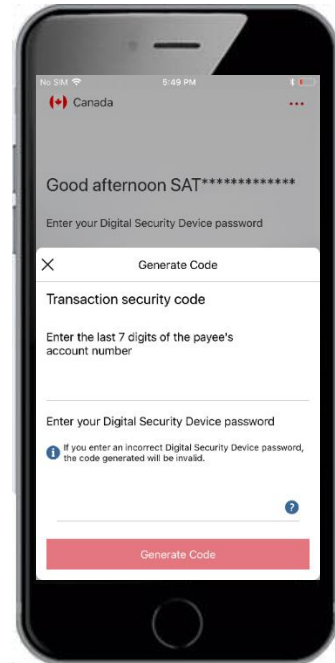 No SIM 5:49 PM
Canada
Good afternoon SAT*************
Enter your Digital Security Device password
Generate Code
Transaction security code
Enter the last 7 digits of the payee's
account number
Enter your Digital Security Device password
If you enter an incorrect Digital Security Device password,
the code generated will be invalid.
Generate Code